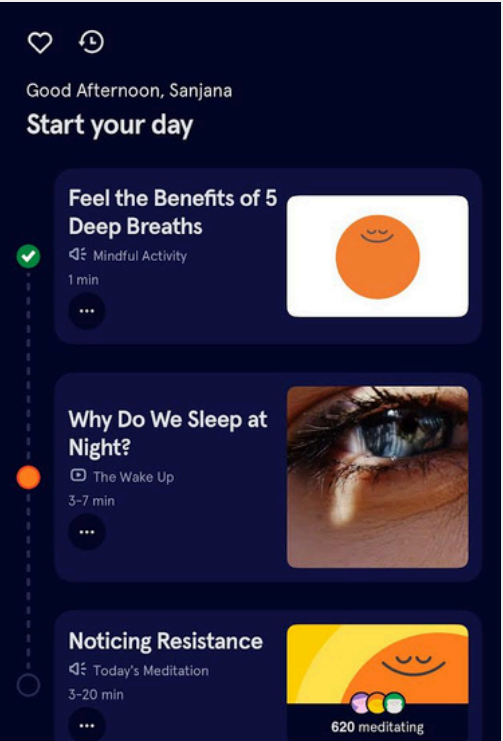 Good Afternoon, Sanjana
Start your day
Feel the Benefits of 5
Deep Breaths
Mindful Activity
1 min
Why Do We Sleep at
Night?
The Wake Up
3-7 min
Noticing Resistance
Today's Meditation
3-20 min
620 meditating